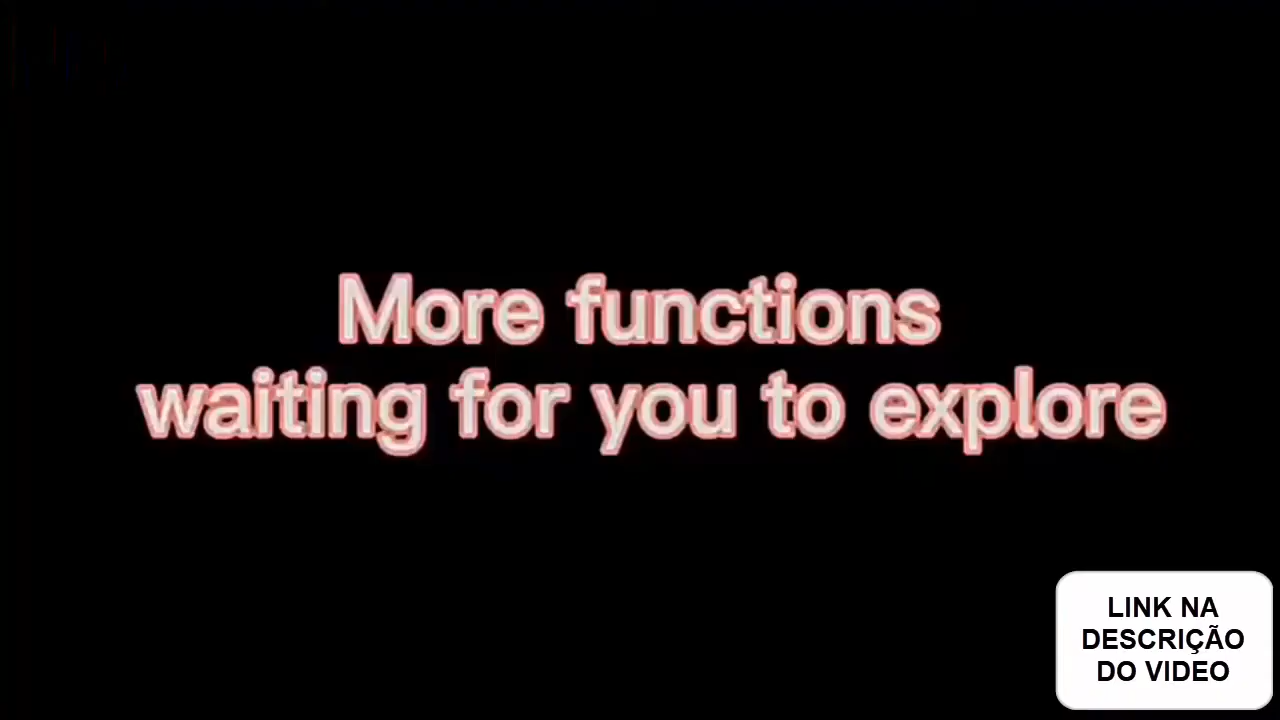 More functions
waiting for you to explore
LINK NA
DESCRIÇÃO
DO VIDEO